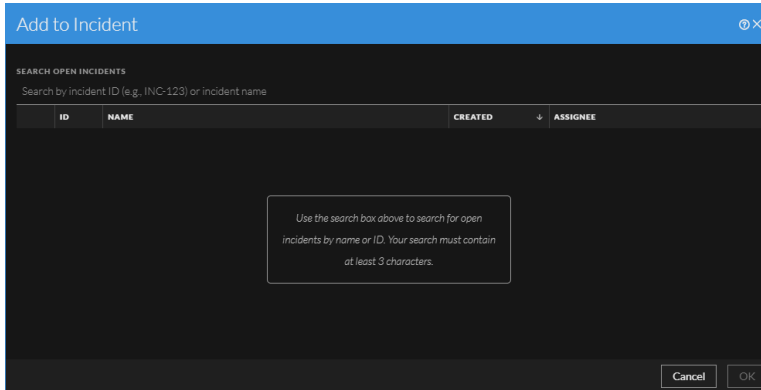 Add to Incident
SEARCH OPEN INCIDENTS
Search by incident ID (e.g., INC-123) or incident name
ID NAME CREATED ↓ ASSIGNEE
Use the search box above to search for open
incidents by name or ID. Your search must contain
at least 3 characters.
Cancel OK